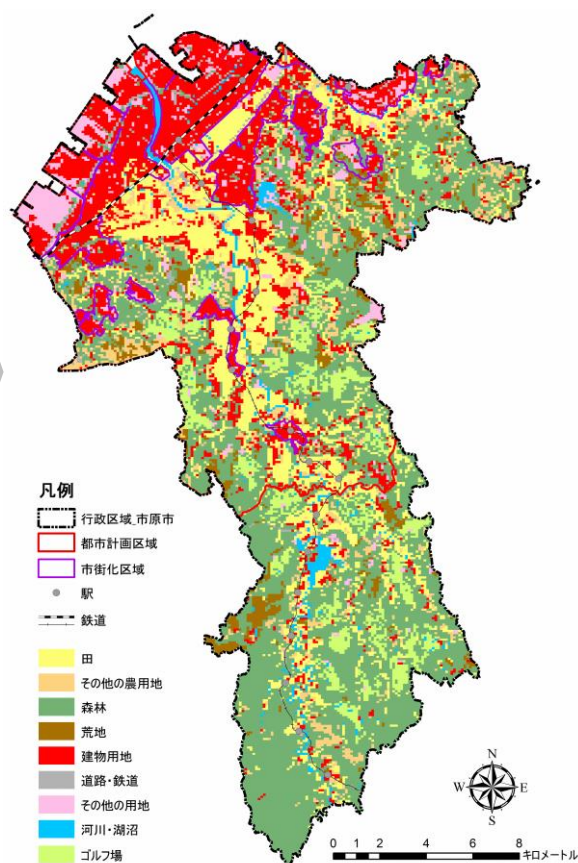 凡例
行政区域_市原市
都市計画区域
市街化区域
駅
鉄道
田
その他の農用地
森林
荒地
建物用地
道路・鉄道
その他の用地
河川・湖沼
ゴルフ場
N
W E
S
0 1 2 4 6 8
キロメートル